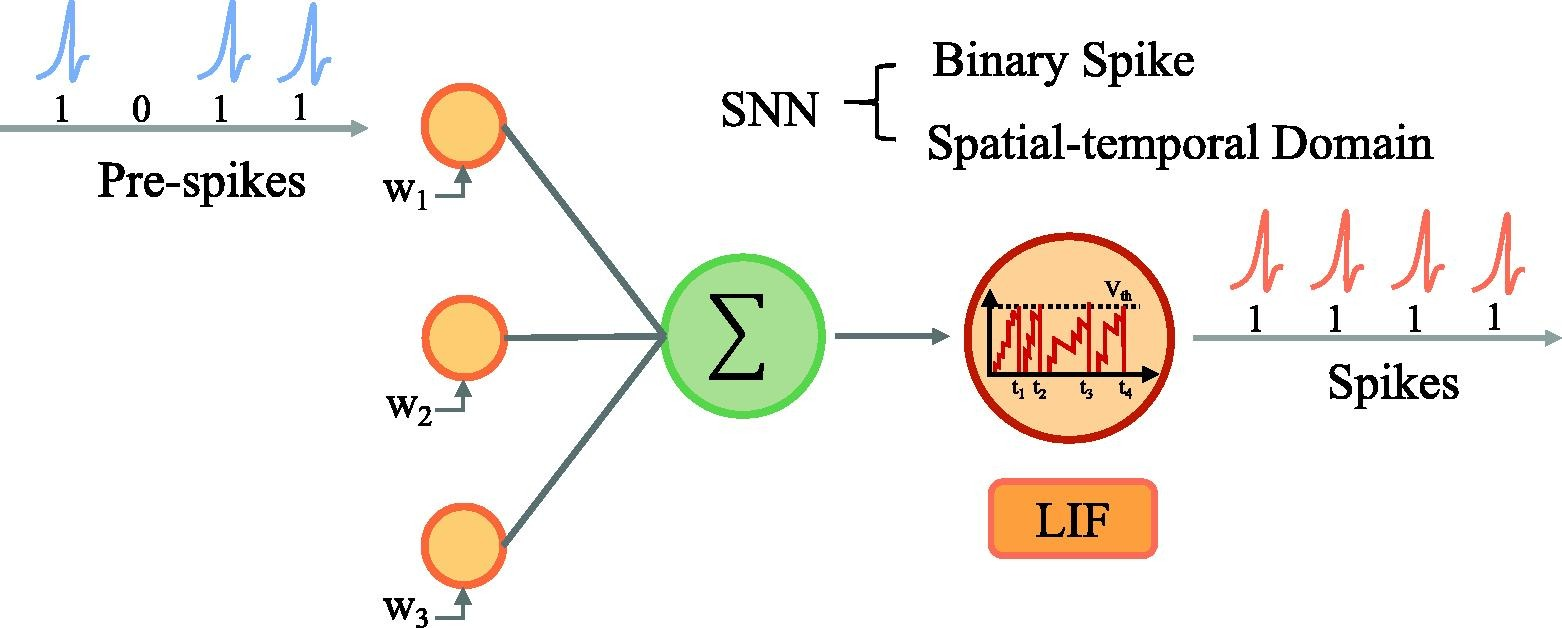 1 0 1 1
Pre-spikes
SNN
Binary Spike
Spatial-temporal Domain
w1
w2
w3
∑
Vth
t1 t2 t3 t4
LIF
1 1 1 1
Spikes